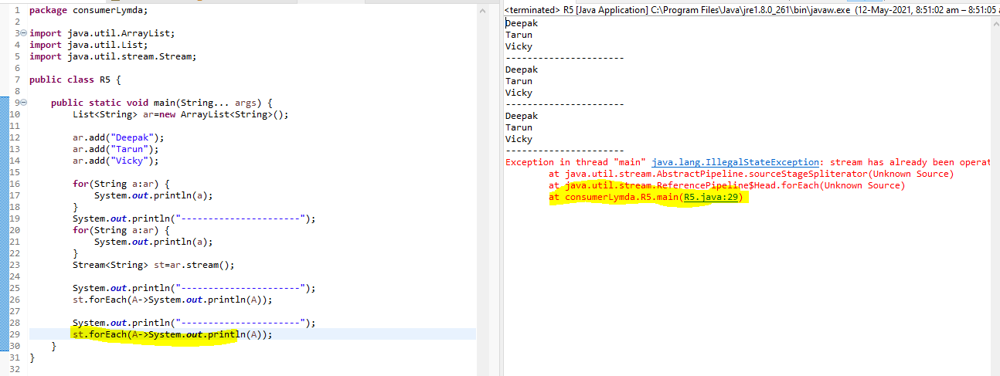 1 package consumerLymda;
2
3 import java.util.ArrayList;
4 import java.util.List;
5 import java.util.stream.Stream;
6
7 public class R5 {
8
9 public static void main(String... args) {
10 List<String> ar=new ArrayList<String>();
11
12 ar.add("Deepak");
13 ar.add("Tarun");
14 ar.add("Vicky");
15
16 for(String a:ar) {
17 System.out.println(a);
18 }
19 System.out.println("----------------------");
20 for(String a:ar) {
21 System.out.println(a);
22 }
23 Stream<String> st=ar.stream();
24
25 System.out.println("----------------------");
26 st.forEach(A->System.out.println(A));
27
28 System.out.println("----------------------");
29 st.forEach(A->System.out.println(A));
30 }
31 }
32
<terminated> R5 [Java Application] C:\Program Files\Java\jre1.8.0_261\bin\javaw.exe (12-May-2021, 8:51:02 am – 8:51:05
Deepak
Tarun
Vicky
----------------------
Deepak
Tarun
Vicky
----------------------
Deepak
Tarun
Vicky
----------------------
Exception in thread "main" java.lang.IllegalStateException: stream has already been operat
at java.util.stream.AbstractPipeline.sourceStageSpliterator(Unknown Source)
at java.util.stream.ReferencePipeline$Head.forEach(Unknown Source)
at consumerLymda.R5.main(R5.java:29)